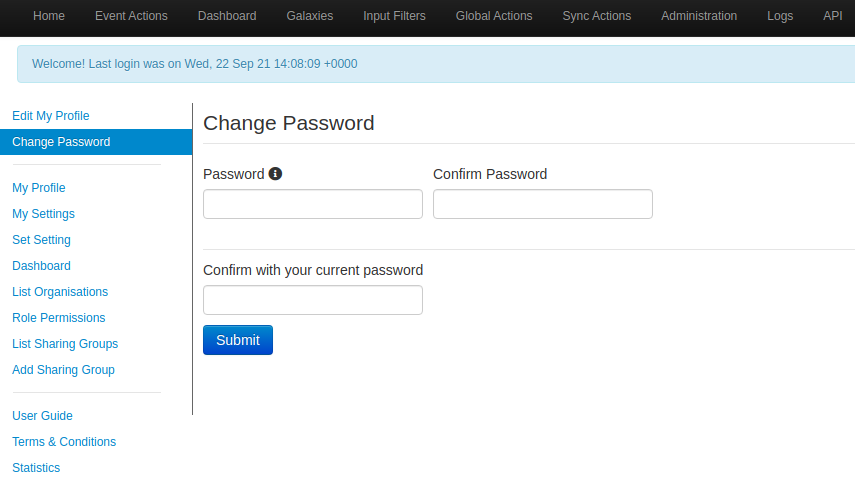 Home Event Actions Dashboard Galaxies Input Filters Global Actions Sync Actions Administration Logs API
Welcome! Last login was on Wed, 22 Sep 21 14:08:09 +0000
Edit My Profile
Change Password
My Profile
My Settings
Set Setting
Dashboard
List Organisations
Role Permissions
List Sharing Groups
Add Sharing Group
User Guide
Terms & Conditions
Statistics
Change Password
Password Confirm Password
Confirm with your current password
Submit